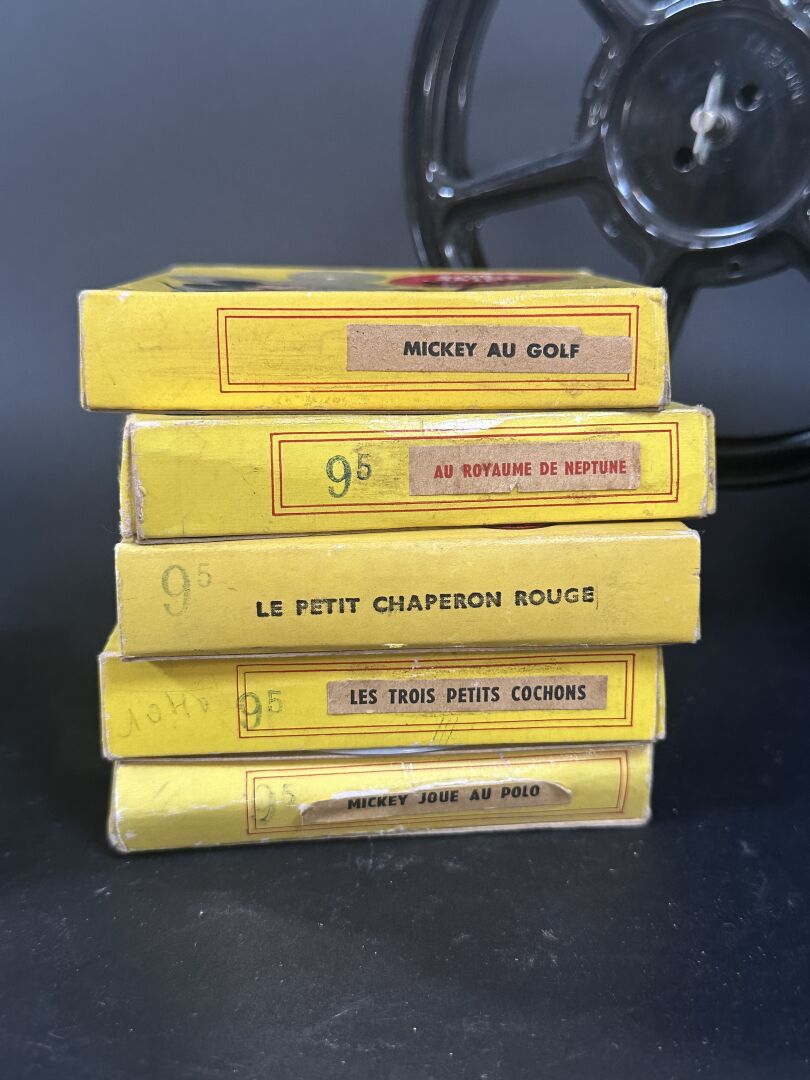 MICKEY AU GOLF
95
AU ROYAUME DE NEPTUNE
95
LE PETIT CHAPERON ROUGE
95
LES TROIS PETITS COCHONS
95
MICKEY JOUE AU POLO